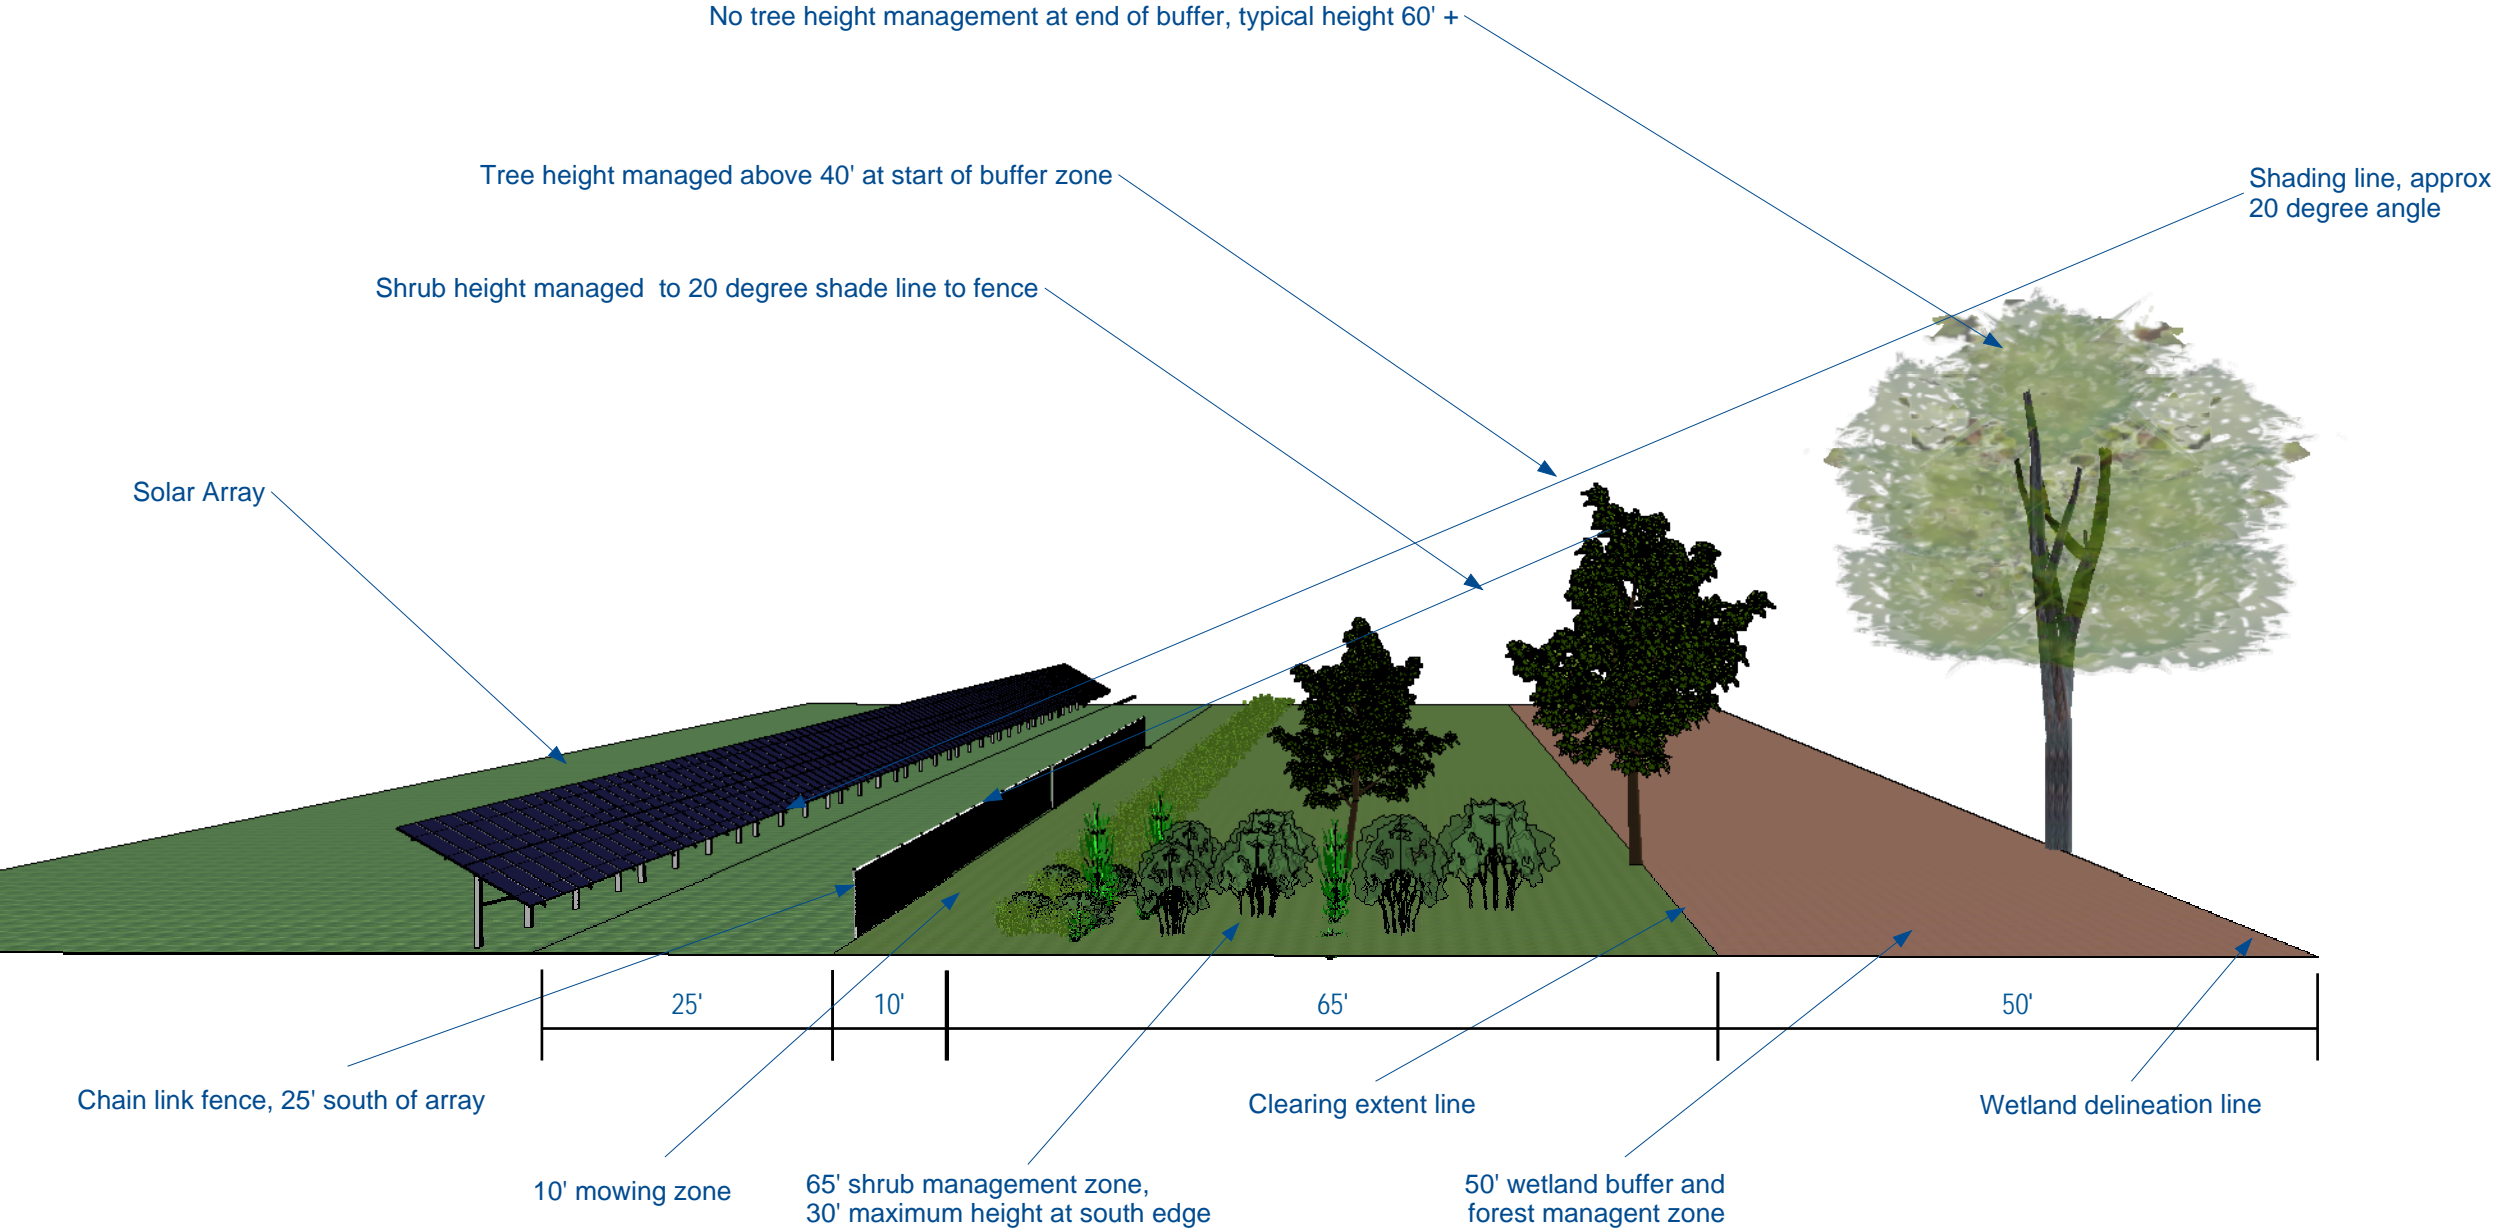 No tree height management at end of buffer, typical height 60' +
Tree height managed above 40' at start of buffer zone
Shading line, approx
20 degree angle
Shrub height managed  to 20 degree shade line to fence
Solar Array
25'
10'
65'
50'
Chain link fence, 25' south of array
Clearing extent line
Wetland delineation line
10' mowing zone
65' shrub management zone,
30' maximum height at south edge
50' wetland buffer and
forest managent zone